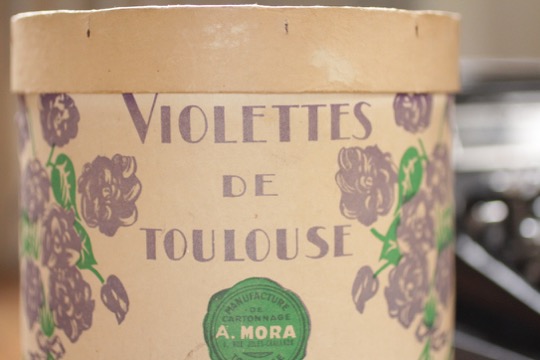 VIOLETTES
DE
TOULOUSE
MANUFACTURE
DE
CARTONNAGE
A. MORA